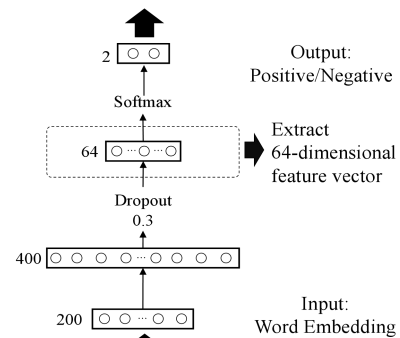 2
Output:
Positive/Negative
Softmax
64
Extract
64-dimensional
feature vector
Dropout
0.3
400
200
Input:
Word Embedding